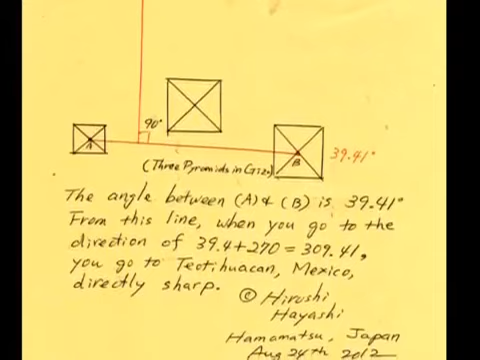 90°
A
B
39.41°
(Three Pyramids in Giza)
The angle between (A) & (B) is 39.41°
From this line, when you go to the
direction of 39.4+270 = 309.41,
you go to Teotihuacan, Mexico,
directly sharp.
© Hirushi
Hayashi
Hamamatsu, Japan
Aug 24th 2012